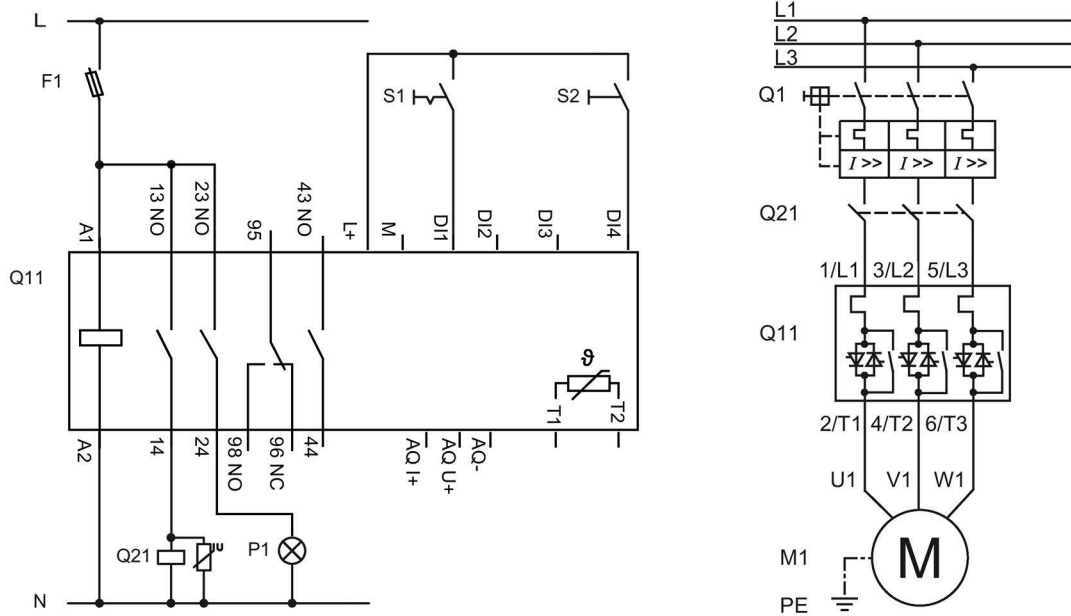 L
F1
13 NO
23 NO
43 NO
A1
95
L+
M
DI1
DI2
DI3
DI4
S1
S2
Q11
ϑ
T1
T2
A2
14
24
98 NO
96 NC
44
AQ I+
AQ U+
AQ-
Q21
U
P1
N
L1
L2
L3
Q1
I >> I >> I >>
Q21
1/L1 3/L2 5/L3
Q11
2/T1 4/T2 6/T3
U1 V1 W1
M
M1
PE